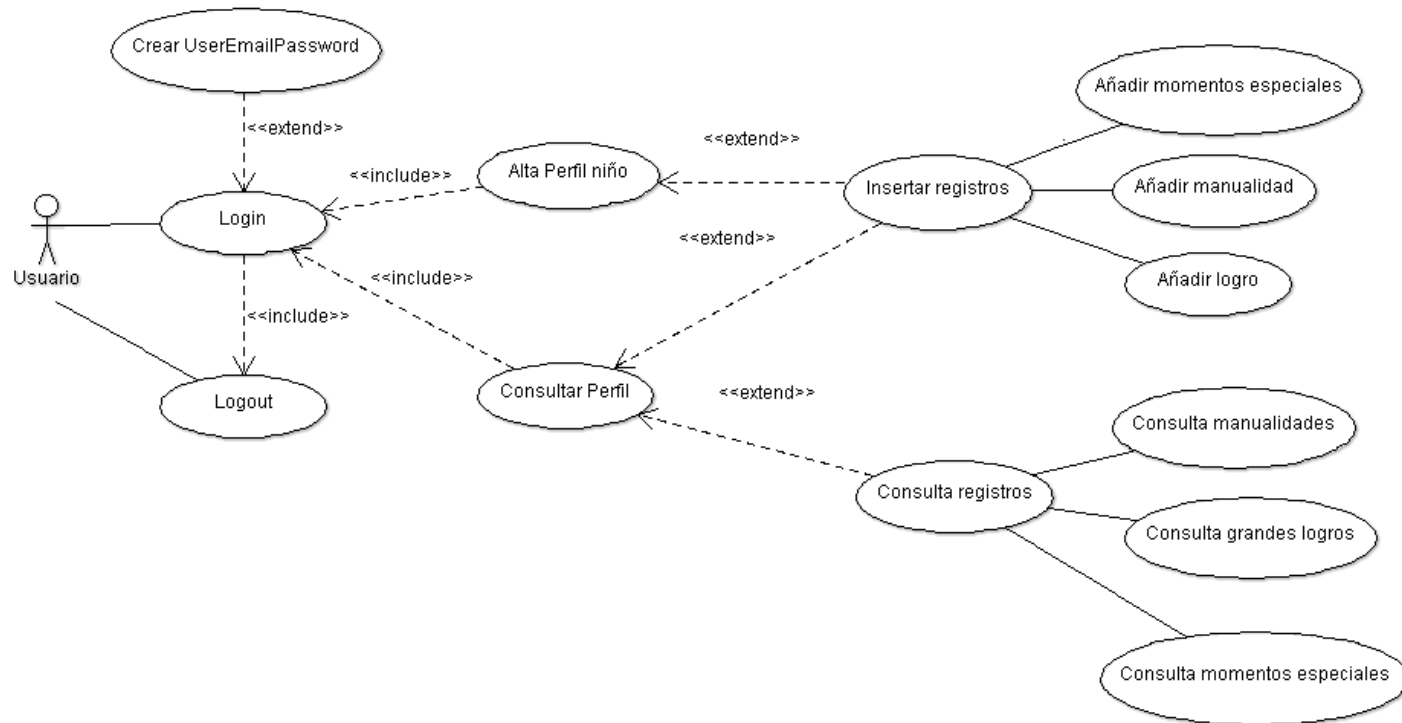 Crear UserEmailPassword
Añadir momentos especiales
<<extend>>
<<extend>>
Alta Perfil niño
<<include>>
Insertar registros
Añadir manualidad
Login
<<extend>>
Usuario
<<include>>
Añadir logro
<<include>>
Consultar Perfil
<<extend>>
Logout
Consulta manualidades
Consulta registros
Consulta grandes logros
Consulta momentos especiales